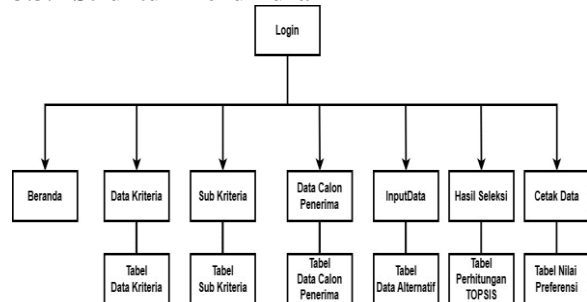 Login
Beranda
Data Kriteria
Sub Kriteria
Data Calon
Penerima
InputData
Hasil Seleksi
Cetak Data
Tabel
Data Kriteria
Tabel
Sub Kriteria
Tabel
Data Calon
Penerima
Tabel
Data Alternatif
Tabel
Perhitungan
TOPSIS
Tabel Nilai
Preferensi